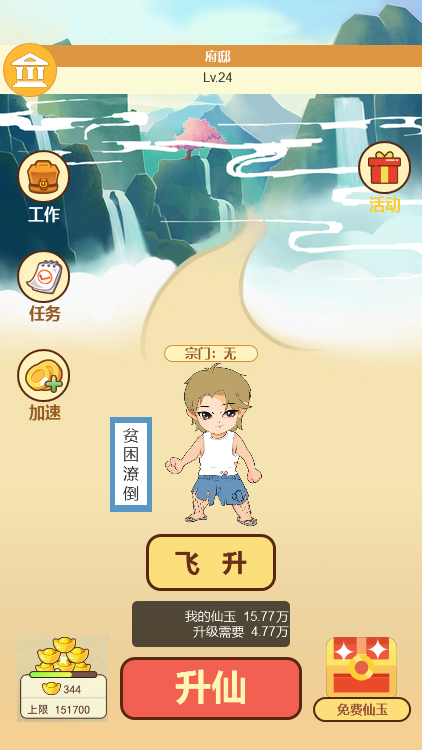 府邸
Lv.24
工作
活动
任务
加速
宗门：无
贫困潦倒
飞 升
我的仙玉 15.77万
升级需要 4.77万
344
上限 151700
升仙
免费仙玉